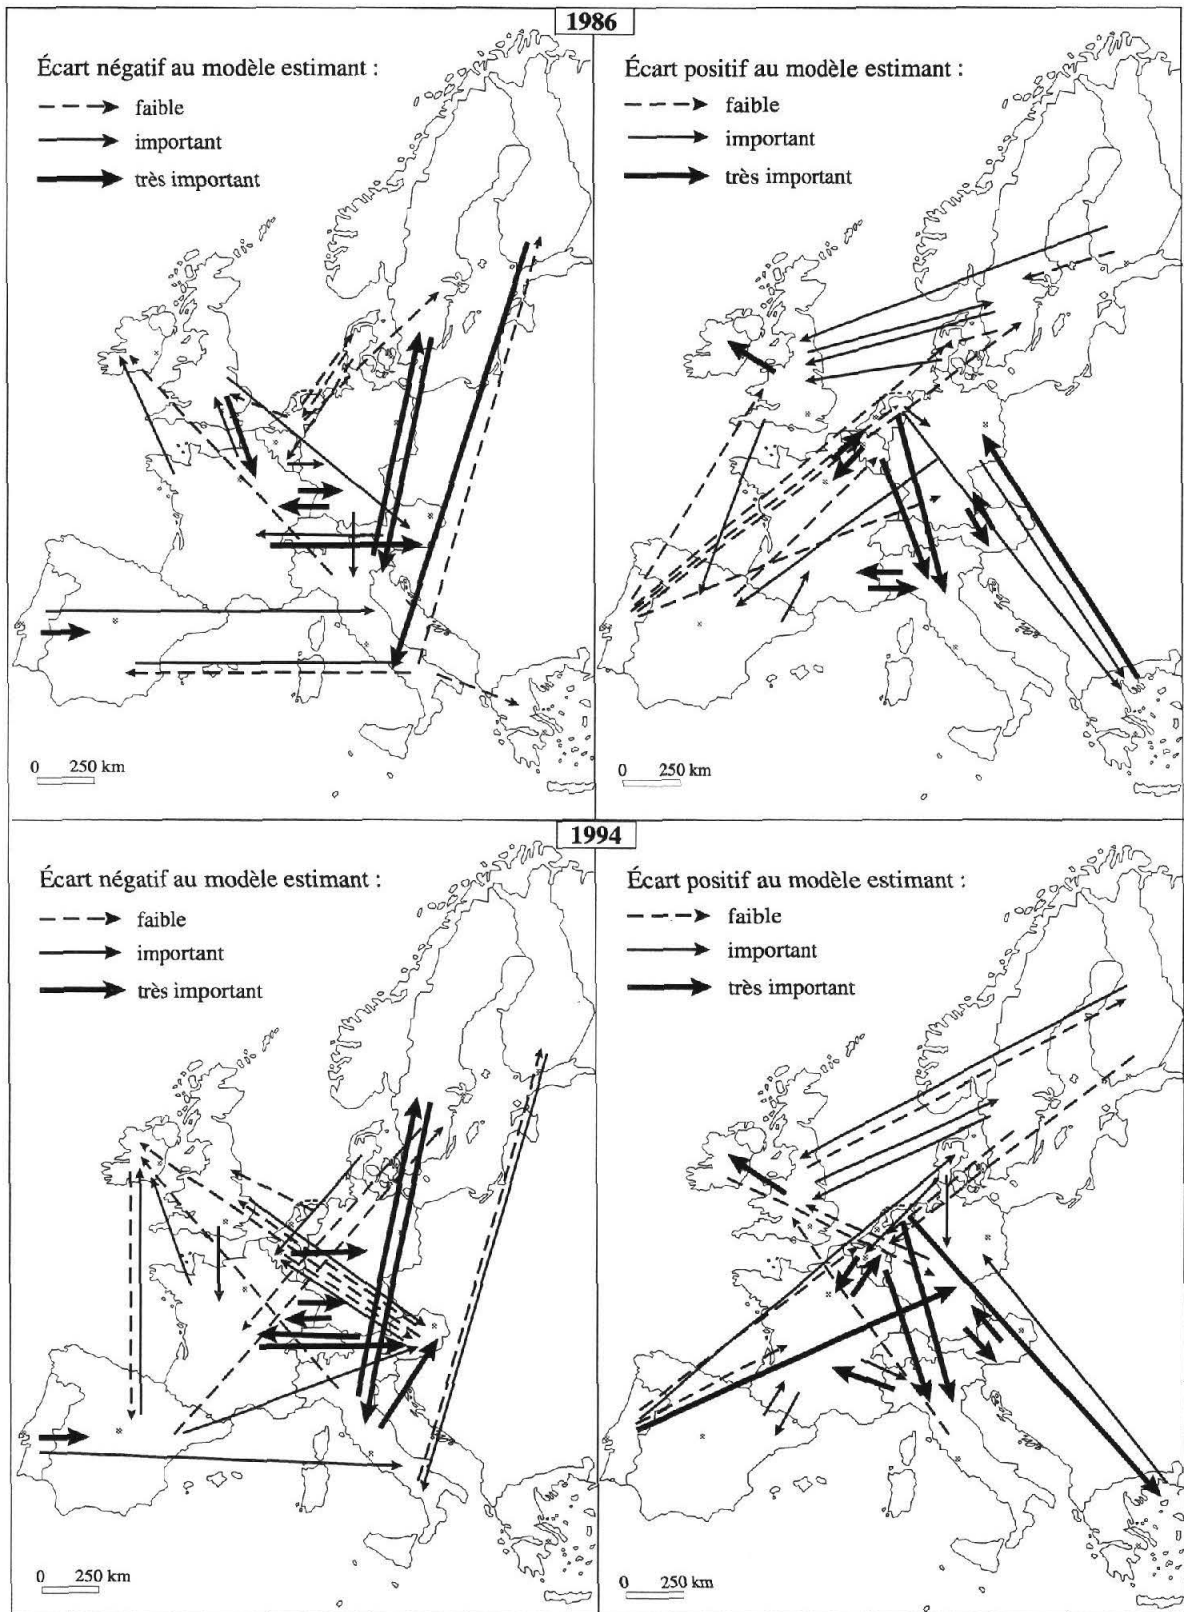 1986
Écart négatif au modèle estimant :
faible
important
très important
0 250 km
Écart positif au modèle estimant :
faible
important
très important
0 250 km
1994
Écart négatif au modèle estimant :
faible
important
très important
0 250 km
Écart positif au modèle estimant :
faible
important
très important
0 250 km